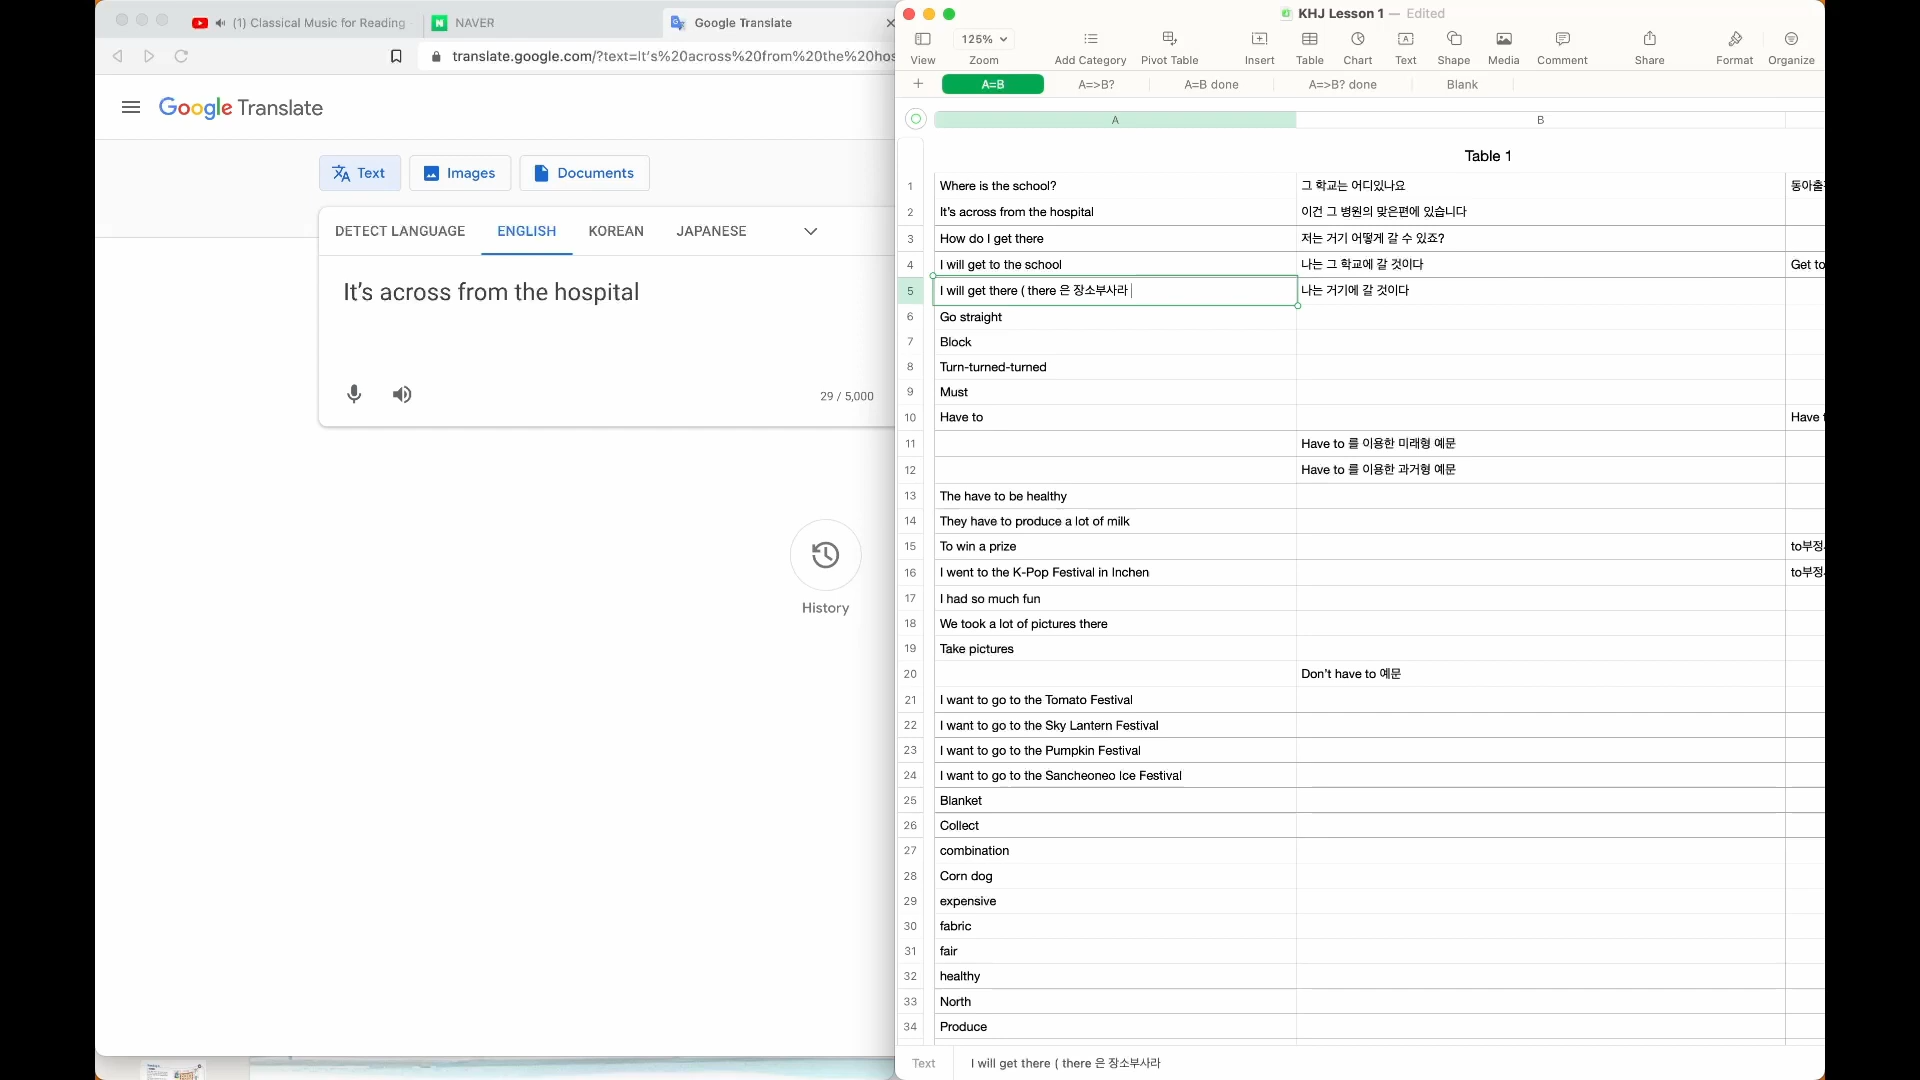 (1) Classical Music for Reading
NAVER
Google Translate
translate.google.com/?text=It's%20across%20from%20the%20hos
Google Translate
Text
Images
Documents
DETECT LANGUAGE
ENGLISH
KOREAN
JAPANESE
It's across from the hospital
29 / 5,000
History
KHJ Lesson 1 — Edited
125%
View
Zoom
Add Category
Pivot Table
Insert
Table
Chart
Text
Shape
Media
Comment
Share
Format
Organize
A=B
A=>B?
A=B done
A=>B? done
Blank
A
B
Table 1
1 Where is the school? 그 학교는 어디있나요 동아출
2 It's across from the hospital 이건 그 병원의 맞은편에 있습니다
3 How do I get there 저는 거기 어떻게 갈 수 있죠?
4 I will get to the school 나는 그 학교에 갈 것이다 Get to
5 I will get there ( there 은 장소부사라 나는 거기에 갈 것이다
6 Go straight
7 Block
8 Turn-turned-turned
9 Must
10 Have to Have
11 Have to 를 이용한 미래형 예문
12 Have to 를 이용한 과거형 예문
13 The have to be healthy
14 They have to produce a lot of milk
15 To win a prize to부정
16 I went to the K-Pop Festival in Inchen to부정
17 I had so much fun
18 We took a lot of pictures there
19 Take pictures
20 Don't have to 예문
21 I want to go to the Tomato Festival
22 I want to go to the Sky Lantern Festival
23 I want to go to the Pumpkin Festival
24 I want to go to the Sancheoneo Ice Festival
25 Blanket
26 Collect
27 combination
28 Corn dog
29 expensive
30 fabric
31 fair
32 healthy
33 North
34 Produce
Text I will get there ( there 은 장소부사라